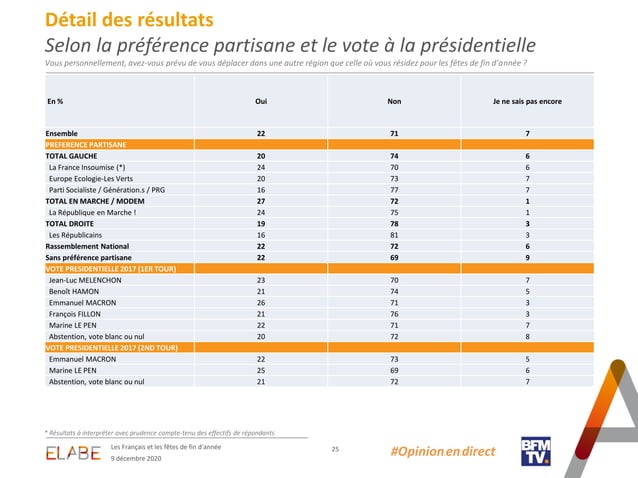 Détail des résultats
Selon la préférence partisane et le vote à la présidentielle
Vous personnellement, avez-vous prévu de vous déplacer dans une autre région que celle où vous résidez pour les fêtes de fin d'année ?
En % Oui Non Je ne sais pas encore
Ensemble 22 71 7
PREFERENCE PARTISANE
TOTAL GAUCHE 20 74 6
La France Insoumise (*) 24 70 6
Europe Ecologie-Les Verts 20 73 7
Parti Socialiste / Génération.s / PRG 16 77 7
TOTAL EN MARCHE / MODEM 27 72 1
La République en Marche ! 24 75 1
TOTAL DROITE 19 78 3
Les Républicains 16 81 3
Rassemblement National 22 72 6
Sans préférence partisane 22 69 9
VOTE PRESIDENTIELLE 2017 (1ER TOUR)
Jean-Luc MELENCHON 23 70 7
Benoît HAMON 21 74 5
Emmanuel MACRON 26 71 3
François FILLON 21 76 3
Marine LE PEN 22 71 7
Abstention, vote blanc ou nul 20 72 8
VOTE PRESIDENTIELLE 2017 (2ND TOUR)
Emmanuel MACRON 22 73 5
Marine LE PEN 25 69 6
Abstention, vote blanc ou nul 21 72 7
* Résultats à interpréter avec prudence compte-tenu des effectifs de répondants
ELABE
Les Français et les fêtes de fin d'année
9 décembre 2020
25
#Opinionendirect
BFM
TV.